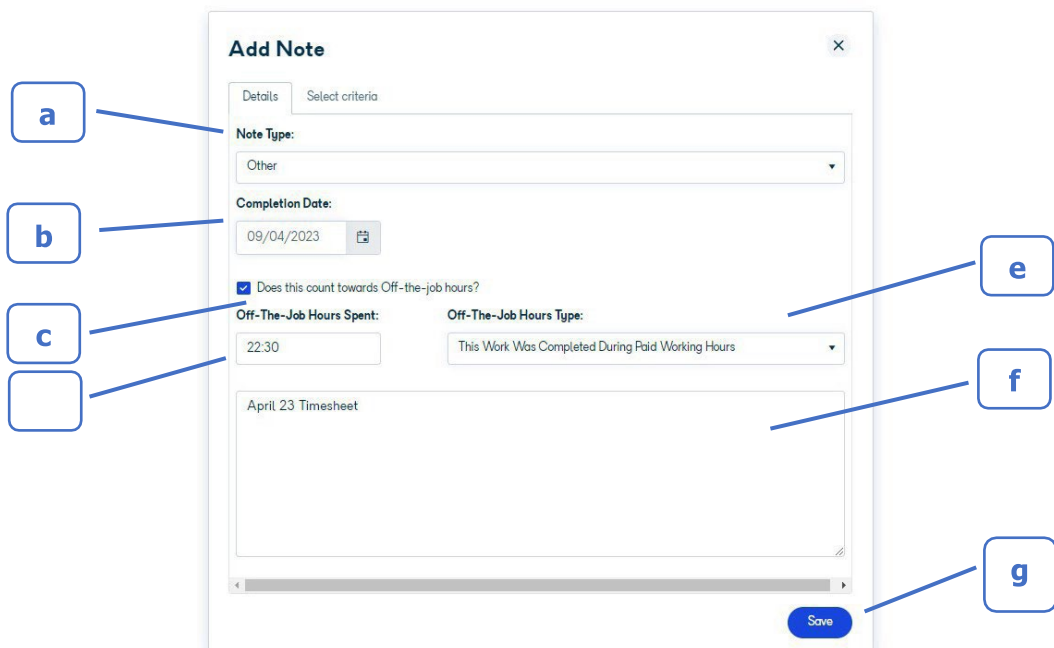 Add Note
Details Select criteria
a
Note Type:
Other
Completion Date:
b
09/04/2023
Does this count towards Off-the-job hours?
e
c
Off-The-Job Hours Spent: Off-The-Job Hours Type:
22:30 This Work Was Completed During Paid Working Hours
f
April 23 Timesheet
g
Save